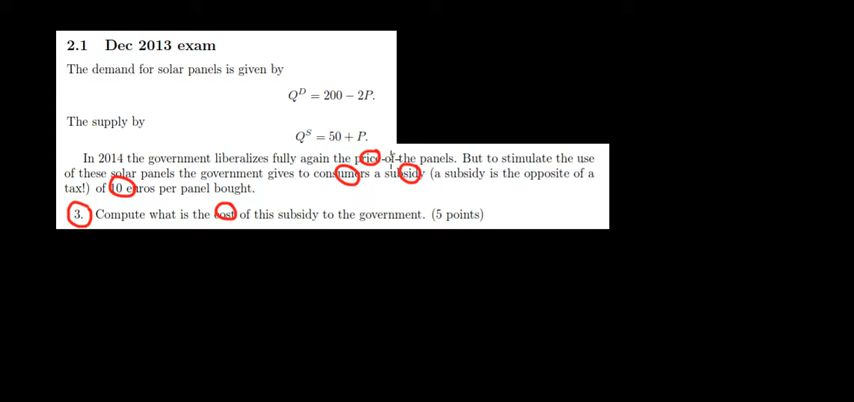 2.1 Dec 2013 exam
The demand for solar panels is given by
Q^D = 200 − 2P.
The supply by
Q^S = 50 + P.
In 2014 the government liberalizes fully again the price of the panels. But to stimulate the use
of these solar panels the government gives to consumers a subsidy (a subsidy is the opposite of a
tax!) of 10 euros per panel bought.
3. Compute what is the cost of this subsidy to the government. (5 points)